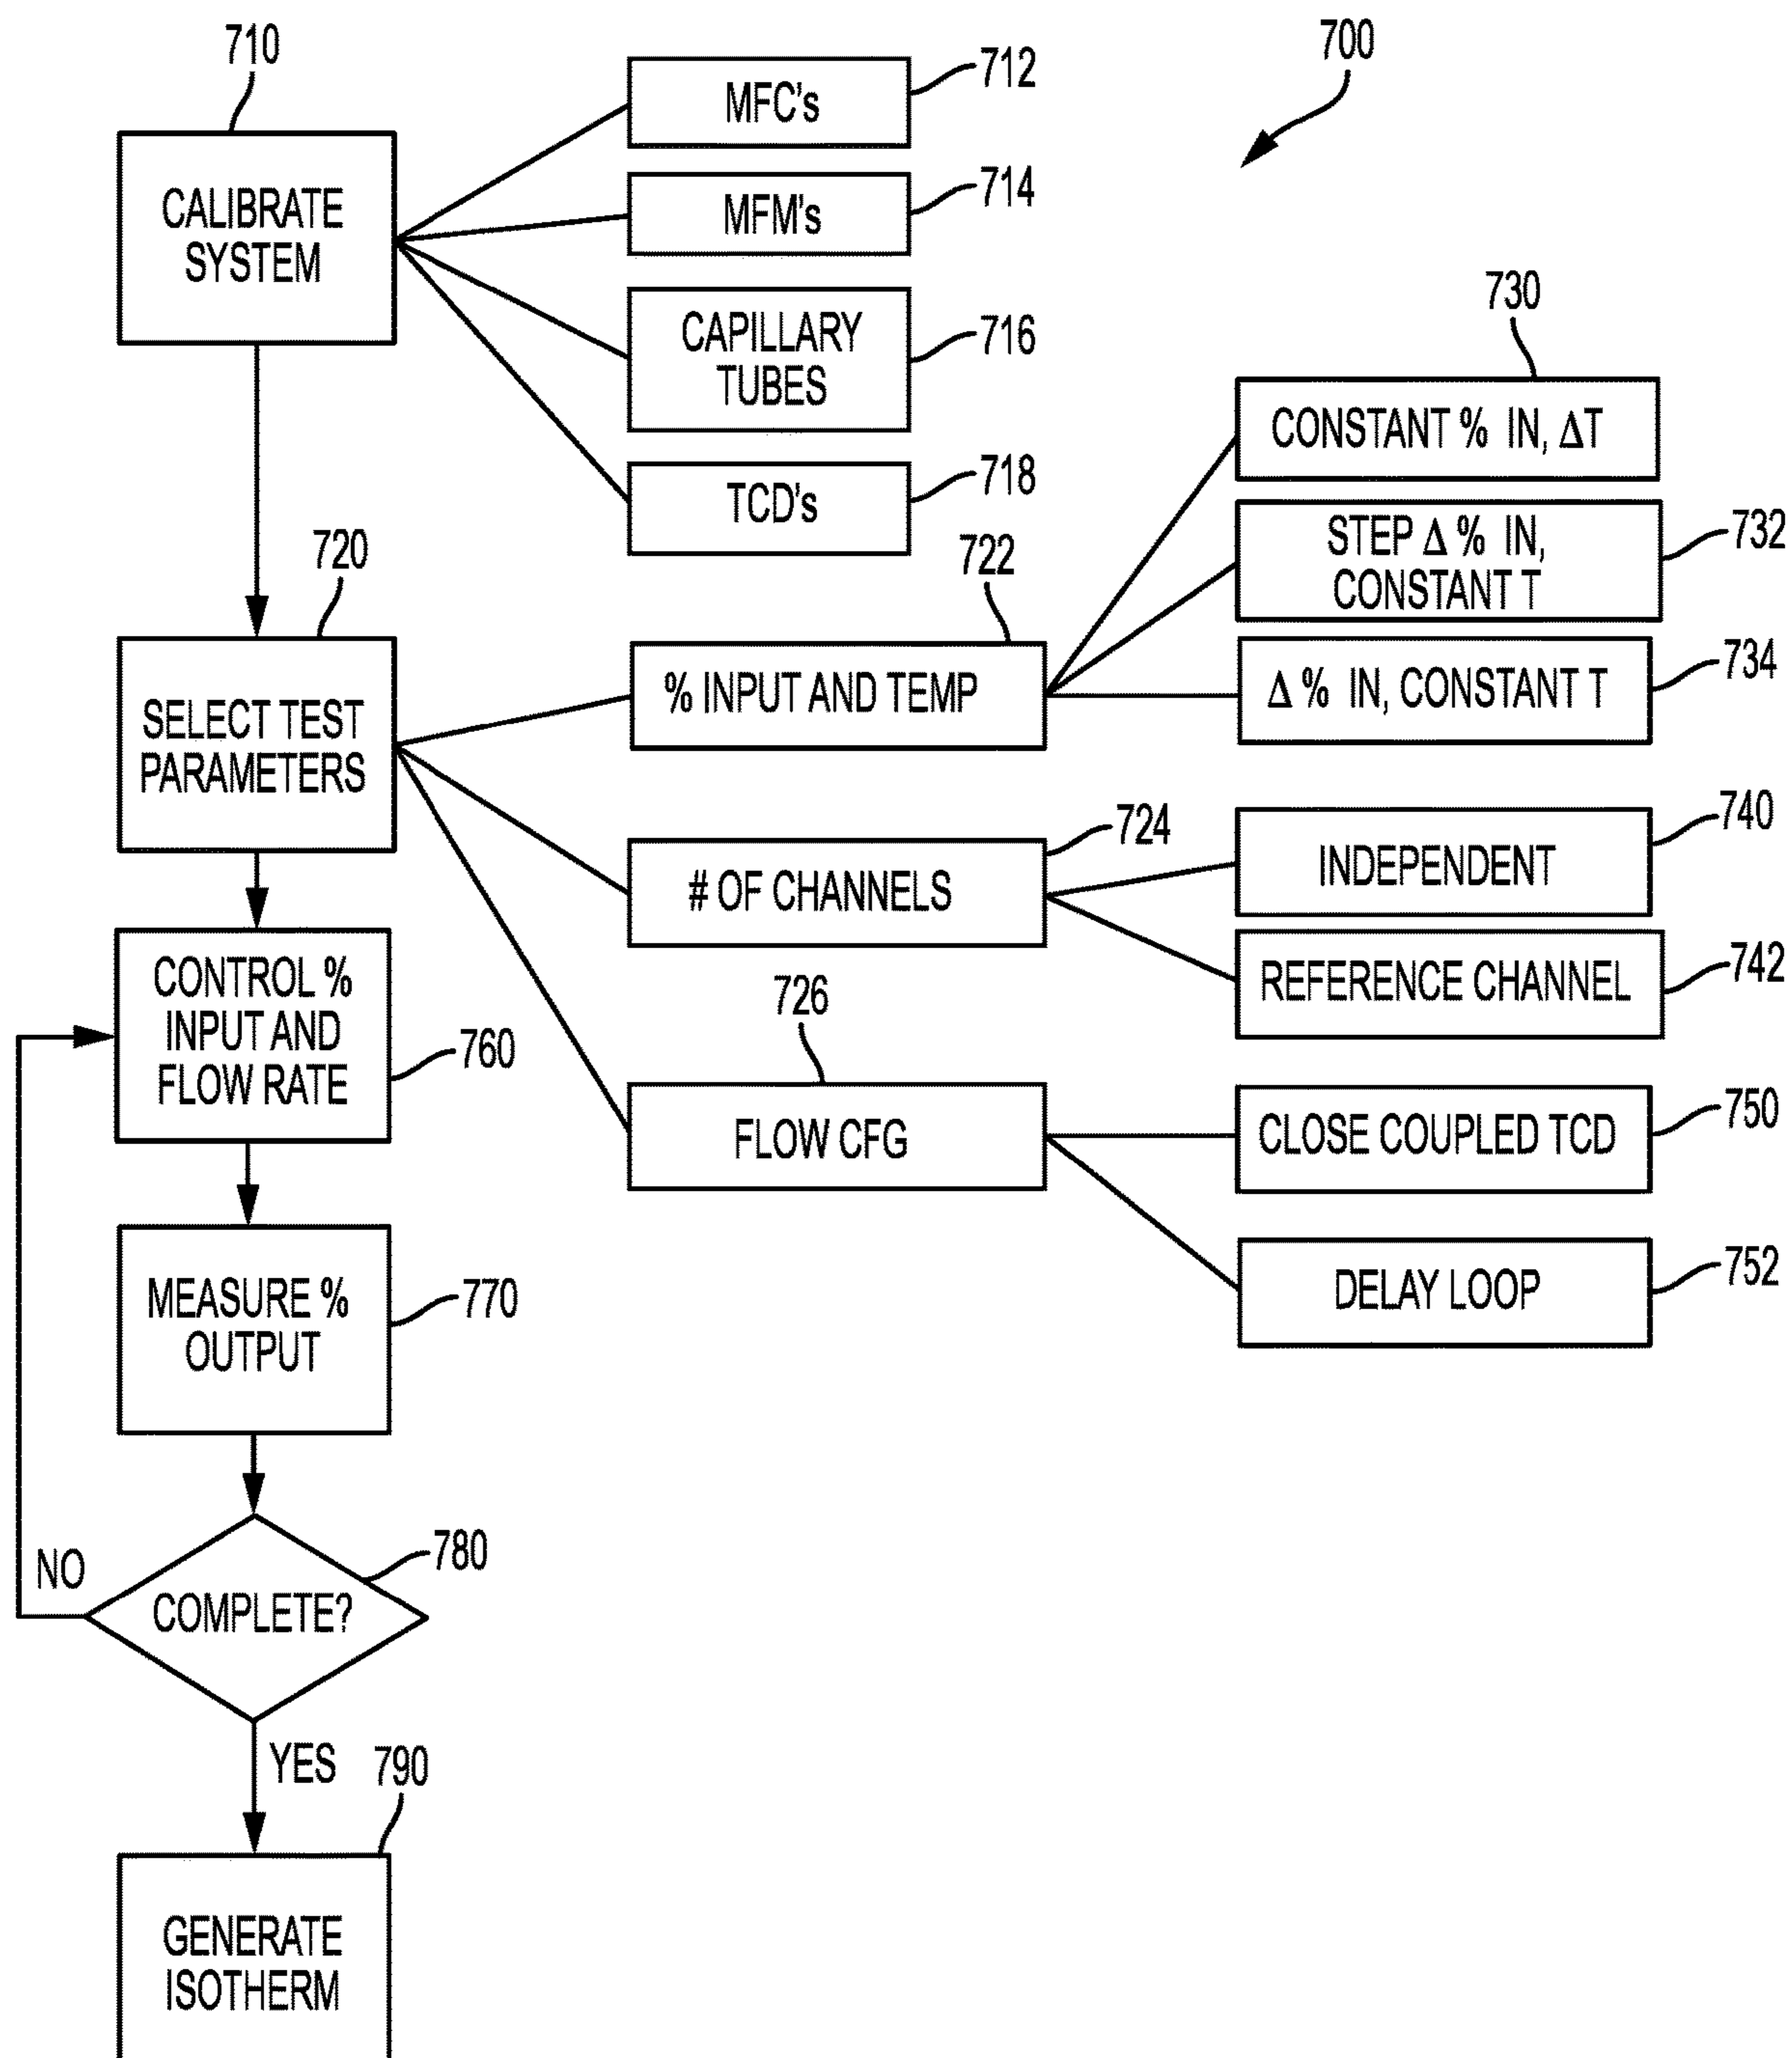 710
CALIBRATE
SYSTEM
MFC's
712
MFM's
714
CAPILLARY
TUBES
716
TCD's
718
700
720
SELECT TEST
PARAMETERS
722
% INPUT AND TEMP
730
CONSTANT % IN, ΔT
STEP Δ % IN,
CONSTANT T
732
Δ % IN, CONSTANT T
734
# OF CHANNELS
724
INDEPENDENT
740
REFERENCE CHANNEL
742
726
FLOW CFG
CLOSE COUPLED TCD
750
DELAY LOOP
752
CONTROL %
INPUT AND
FLOW RATE
760
MEASURE %
OUTPUT
770
COMPLETE?
780
NO
YES
790
GENERATE
ISOTHERM